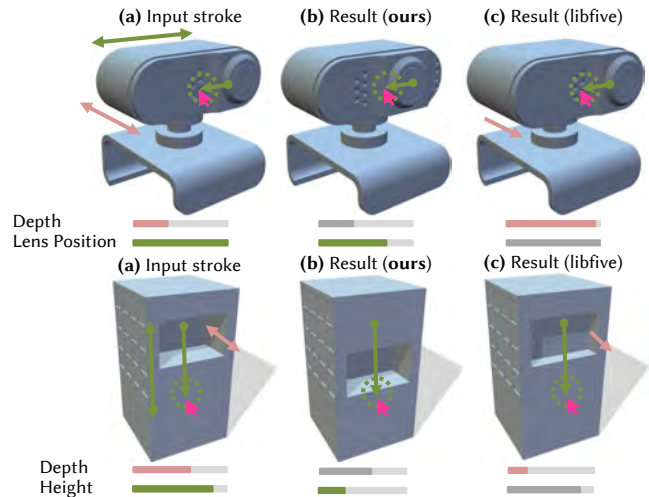 (a) Input stroke (b) Result (ours) (c) Result (libfive)
Depth
Lens Position
(a) Input stroke (b) Result (ours) (c) Result (libfive)
Depth
Height